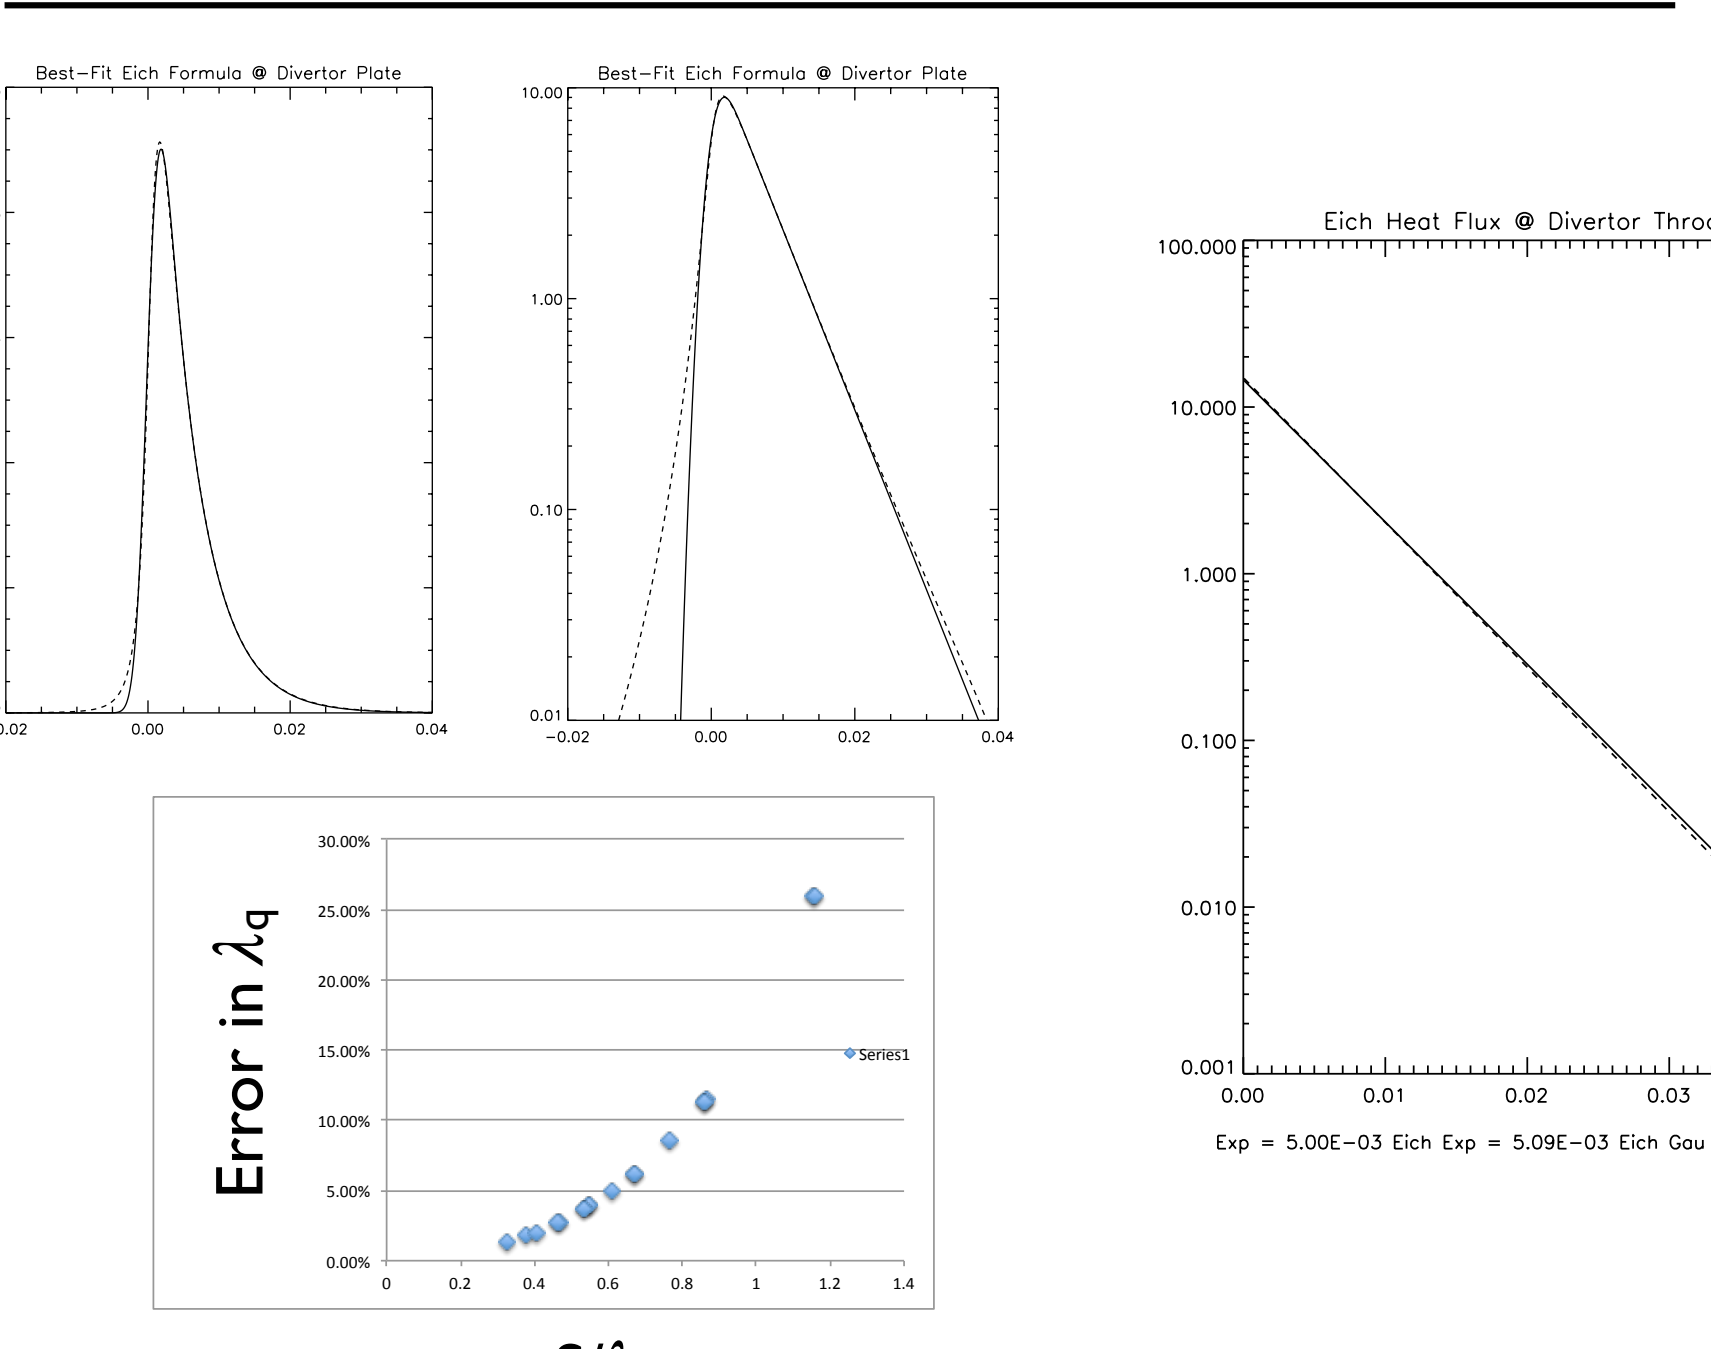 Best-Fit Eich Formula @ Divertor Plate
0.02 0.00 0.02 0.04
Best-Fit Eich Formula @ Divertor Plate
10.00
1.00
0.10
0.01
-0.02 0.00 0.02 0.04
Eich Heat Flux @ Divertor
100.000
10.000
1.000
0.100
0.010
0.001
0.00 0.01 0.02 0.03
Exp = 5.00E-03 Eich Exp = 5.09E-03 Eich Gau
Error in λq
30.00%
25.00%
20.00%
15.00%
10.00%
5.00%
0.00%
0 0.2 0.4 0.6 0.8 1 1.2 1.4
Series1